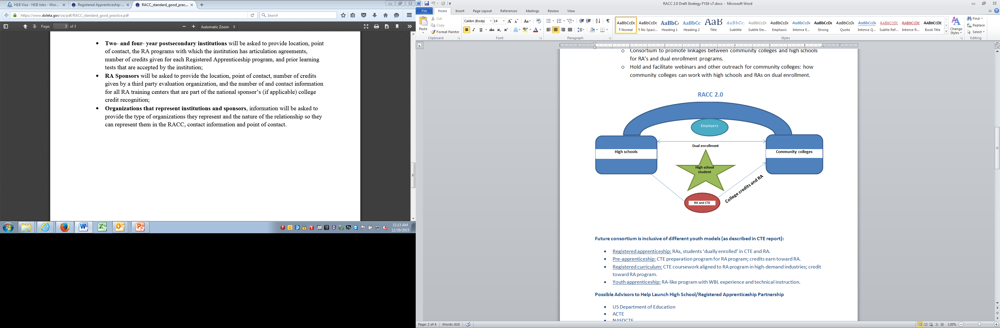 H1B Visa - H1B Jobs - Wor...
Registered Apprenticeship-...
RACC_standard_good_prac...
https://www.doleta.gov/oa/pdf/RACC_standard_good_practice.pdf
Search
Page: 3 of 3
Automatic Zoom
• Two- and four- year postsecondary institutions will be asked to provide location, point
of contact, the RA programs with which the institution has articulation agreements,
number of credits given for each Registered Apprenticeship program, and prior learning
tests that are accepted by the institution;
• RA Sponsors will be asked to provide the location, point of contact, number of credits
given by a third party evaluation organization, and the number of and contact information
for all RA training centers that are part of the national sponsor's (if applicable) college
credit recognition;
• Organizations that represent institutions and sponsors, information will be asked to
provide the type of organizations they represent and the nature of the relationship so they
can represent them in the RACC, contact information and point of contact.
11:13 AM
12/29/2015
RACC 2.0 Draft Strategy FY16 v7.docx - Microsoft Word
File Home Insert Page Layout References Mailings Review View
Paste
Cut
Copy
Format Painter
Clipboard
Calibri (Body) 14
Font
Paragraph
AaBbCcDc AaBbCcDc AaBbC( AaBbCc AaB AaBbCc. AaBbCcDc AaBbCcDc AaBbCcDc AaBbCcDc AaBbCcDc AaBbCcDc AaBbCcDc AaBbCcDc AaBbCcDc
¶ Normal ¶ No Spaci... Heading 1 Heading 2 Title Subtitle Subtle Em... Emphasis Intense E... Strong Quote Intense Q... Subtle Ref... Intense R... Book Title
Change
Styles
Styles
Find
Replace
Select
Editing
1 1 2 3 4 5 6 7
o Consortium to promote linkages between community colleges and high schools
for RA's and dual enrollment programs.
o Hold and facilitate webinars and other outreach for community colleges: how
community colleges can work with high schools and RAs on dual enrollment.
RACC 2.0
Employers
Dual enrollment
High schools
Community colleges
High school
student
College credits and RA
RA and CTE
Future consortium is inclusive of different youth models (as described in CTE report):
• Registered apprenticeship: RAs, students 'dually enrolled' in CTE and RA.
• Pre-apprenticeship: CTE preparation program for RA program; credits earn toward RA.
• Registered curriculum: CTE coursework aligned to RA program in high-demand industries; credit
toward RA program.
• Youth apprenticeship: RA-like program with WBL experience and technical instruction.
Possible Advisors to Help Launch High School/Registered Apprenticeship Partnership
• US Department of Education
• ACTE
• NASDCTE
Page: 2 of 4 Words: 610
120%